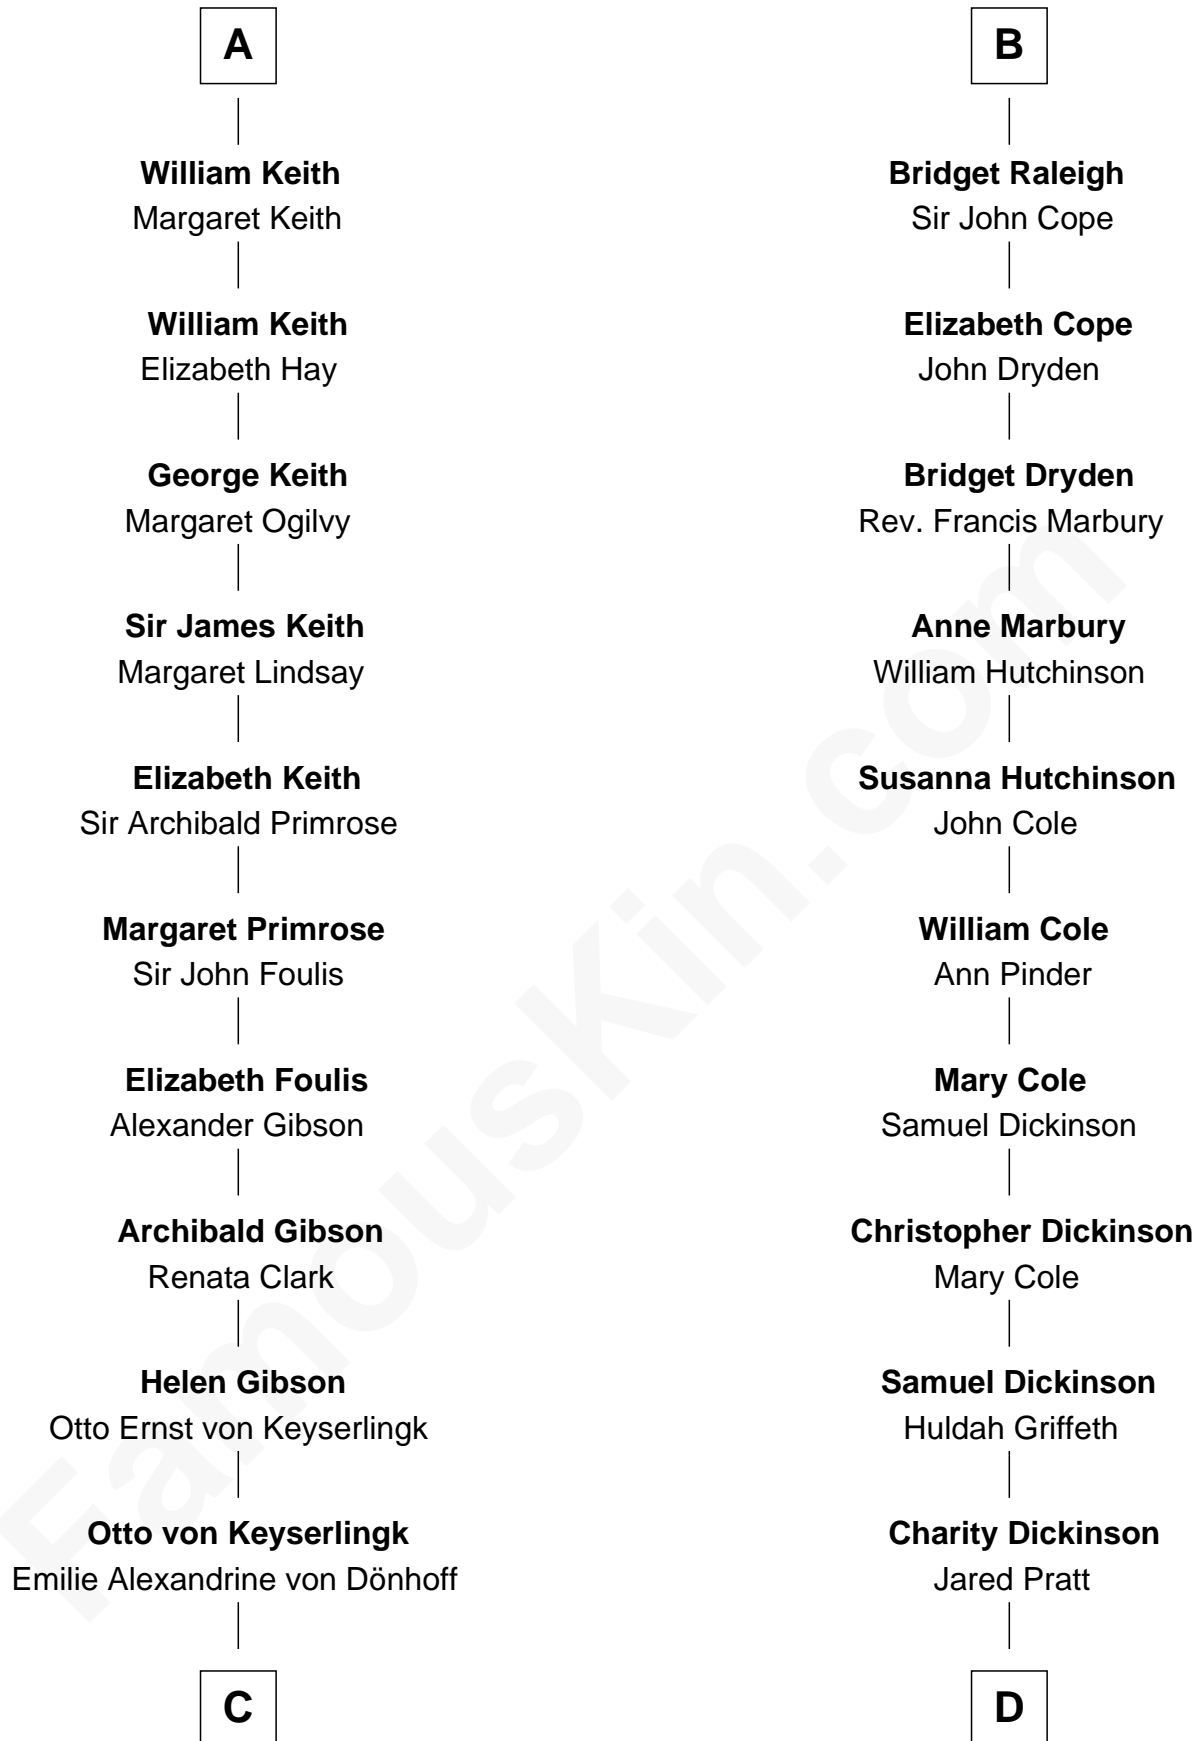 A
William Keith
Margaret Keith
William Keith
Elizabeth Hay
George Keith
Margaret Ogilvy
Sir James Keith
Margaret Lindsay
Elizabeth Keith
Sir Archibald Primrose
Margaret Primrose
Sir John Foulis
Elizabeth Foulis
Alexander Gibson
Archibald Gibson
Renata Clark
Helen Gibson
Otto Ernst von Keyserlingk
Otto von Keyserlingk
Emilie Alexandrine von Dönhoff
C
B
Bridget Raleigh
Sir John Cope
Elizabeth Cope
John Dryden
Bridget Dryden
Rev. Francis Marbury
Anne Marbury
William Hutchinson
Susanna Hutchinson
John Cole
William Cole
Ann Pinder
Mary Cole
Samuel Dickinson
Christopher Dickinson
Mary Cole
Samuel Dickinson
Huldah Griffeth
Charity Dickinson
Jared Pratt
D
FamousKin.com